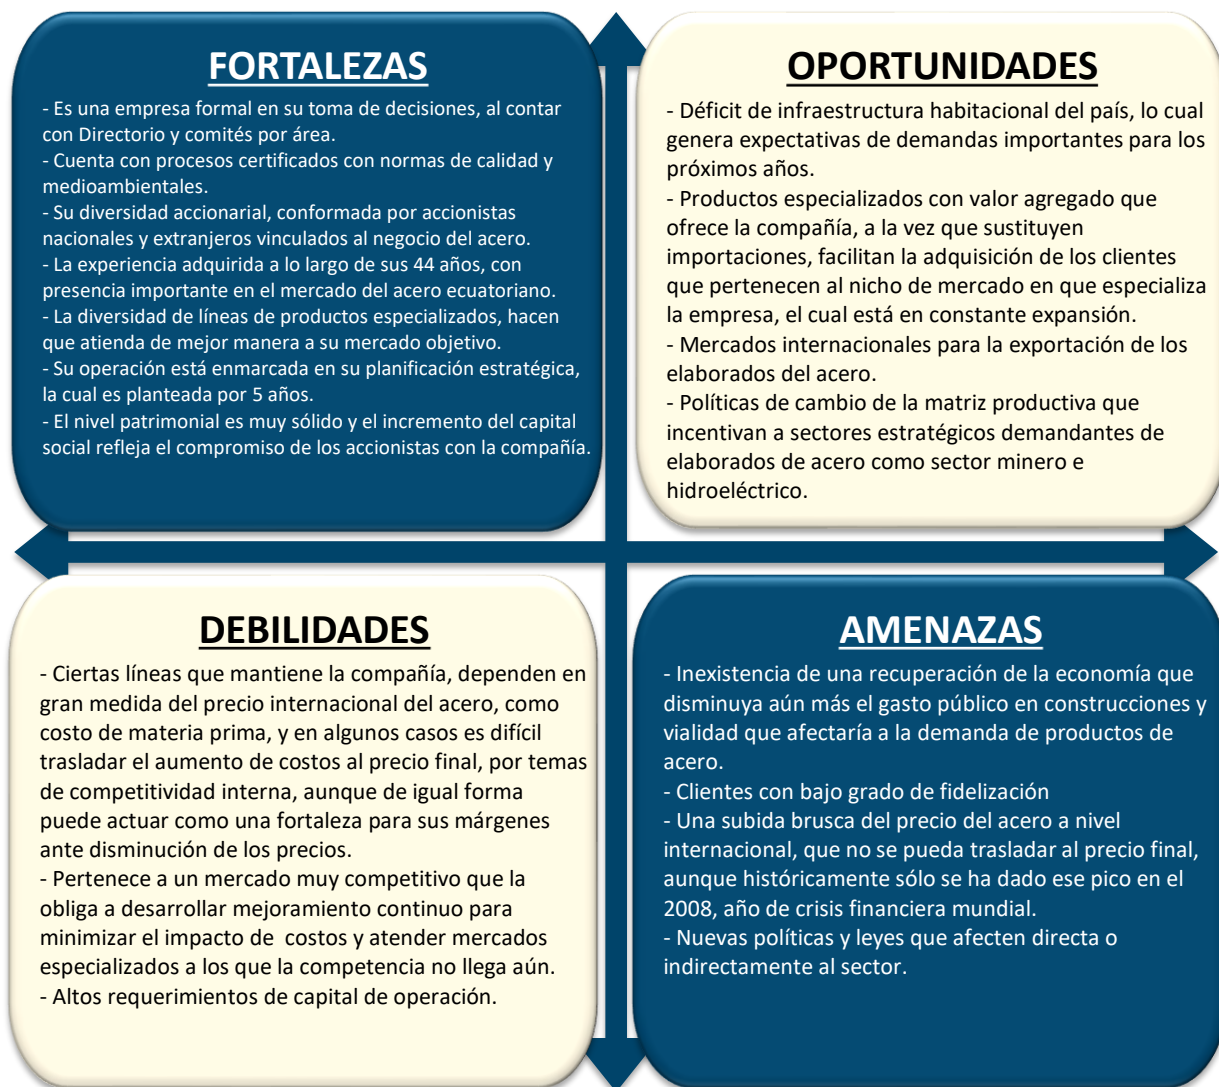 FORTALEZAS
- Es una empresa formal en su toma de decisiones, al contar
con Directorio y comités por área.
- Cuenta con procesos certificados con normas de calidad y
medioambientales.
- Su diversidad accionarial, conformada por accionistas
nacionales y extranjeros vinculados al negocio del acero.
- La experiencia adquirida a lo largo de sus 44 años, con
presencia importante en el mercado del acero ecuatoriano.
- La diversidad de líneas de productos especializados, hacen
que atienda de mejor manera a su mercado objetivo.
- Su operación está enmarcada en su planificación estratégica,
la cual es planteada por 5 años.
- El nivel patrimonial es muy sólido y el incremento del capital
social refleja el compromiso de los accionistas con la compañía.
OPORTUNIDADES
- Déficit de infraestructura habitacional del país, lo cual
genera expectativas de demandas importantes para los
próximos años.
- Productos especializados con valor agregado que
ofrece la compañía, a la vez que sustituyen
importaciones, facilitan la adquisición de los clientes
que pertenecen al nicho de mercado en que especializa
la empresa, el cual está en constante expansión.
- Mercados internacionales para la exportación de los
elaborados del acero.
- Políticas de cambio de la matriz productiva que
incentivan a sectores estratégicos demandantes de
elaborados de acero como sector minero e
hidroeléctrico.
DEBILIDADES
- Ciertas líneas que mantiene la compañía, dependen en
gran medida del precio internacional del acero, como
costo de materia prima, y en algunos casos es difícil
trasladar el aumento de costos al precio final, por temas
de competitividad interna, aunque de igual forma
puede actuar como una fortaleza para sus márgenes
ante disminución de los precios.
- Pertenece a un mercado muy competitivo que la
obliga a desarrollar mejoramiento continuo para
minimizar el impacto de costos y atender mercados
especializados a los que la competencia no llega aún.
- Altos requerimientos de capital de operación.
AMENAZAS
- Inexistencia de una recuperación de la economía que
disminuya aún más el gasto público en construcciones y
vialidad que afectaría a la demanda de productos de
acero.
- Clientes con bajo grado de fidelización
- Una subida brusca del precio del acero a nivel
internacional, que no se pueda trasladar al precio final,
aunque históricamente sólo se ha dado ese pico en el
2008, año de crisis financiera mundial.
- Nuevas políticas y leyes que afecten directa o
indirectamente al sector.